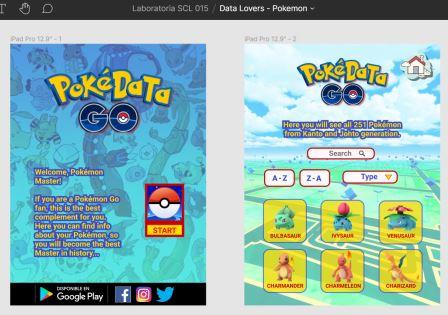 Laboratoria SCL 015 / Data Lovers - Pokemon
iPad Pro 12.9" - 1
iPad Pro 12.9" - 2
PokéData
GO
Welcome, Pokémon
Master!
If you are a Pokémon Go
fan, this is the best
complement for you.
Here you can find info
about your Pokémon, so
you will become the best
Master in history...
START
DISPONIBLE EN
Google Play
PokéData
GO
Here you will see all 251 Pokémon
from Kanto and Johto generation.
Search
A - Z
Z - A
Type
BULBASAUR
IVYSAUR
VENUSAUR
CHARMANDER
CHARMELEON
CHARIZARD